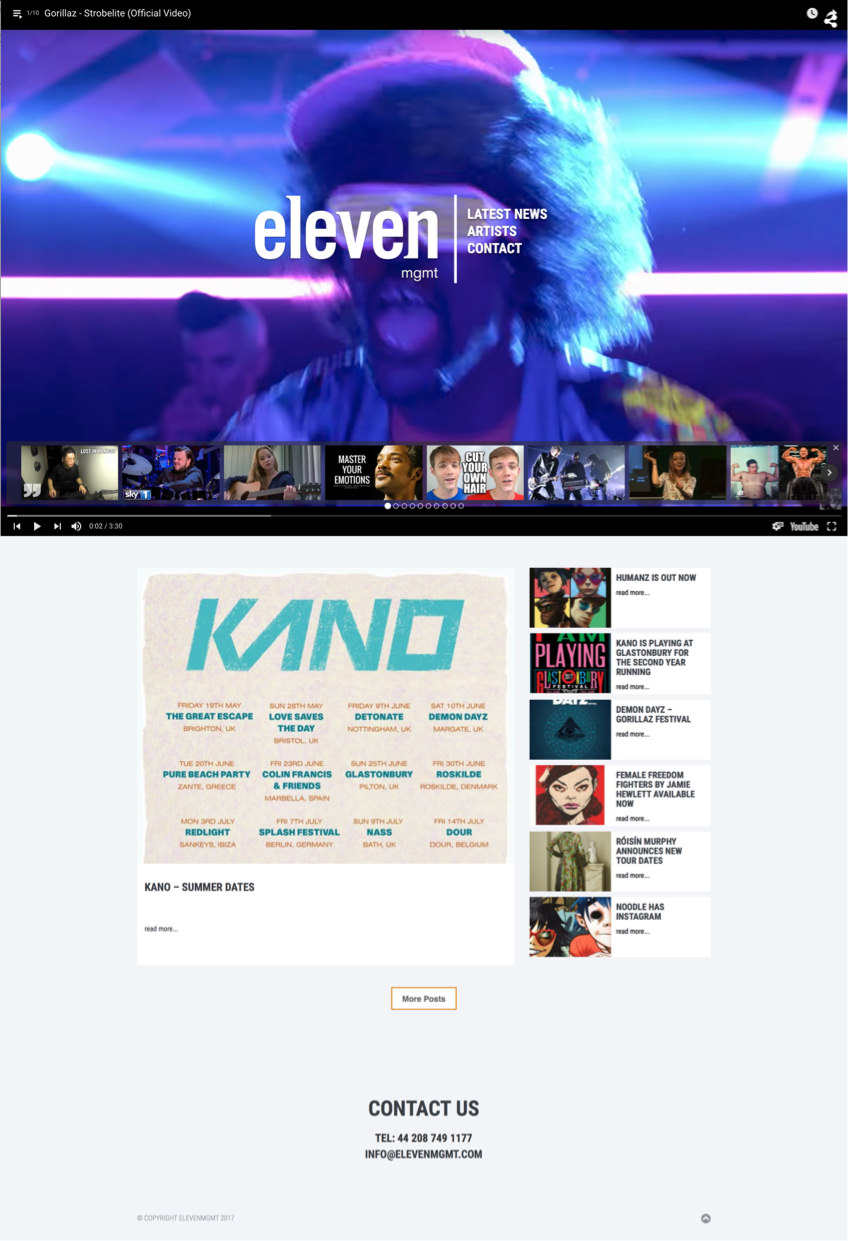 1/10 Gorillaz - Strobelite (Official Video)
eleven
mgmt
LATEST NEWS
ARTISTS
CONTACT
sky 1
MASTER
YOUR
EMOTIONS
CUT
YOUR
OWN
HAIR
0:02 / 3:30
YouTube
KANO
FRIDAY 19TH MAY
THE GREAT ESCAPE
BRIGHTON, UK
SUN 28TH MAY
LOVE SAVES
THE DAY
BRISTOL, UK
FRIDAY 9TH JUNE
DETONATE
NOTTINGHAM, UK
SAT 10TH JUNE
DEMON DAYZ
MARGATE, UK
TUE 20TH JUNE
PURE BEACH PARTY
ZANTE, GREECE
FRI 23RD JUNE
COLIN FRANCIS
& FRIENDS
MARBELLA, SPAIN
SUN 25TH JUNE
GLASTONBURY
PILTON, UK
FRI 30TH JUNE
ROSKILDE
ROSKILDE, DENMARK
MON 3RD JULY
REDLIGHT
SANKEYS, IBIZA
FRI 7TH JULY
SPLASH FESTIVAL
BERLIN, GERMANY
SUN 9TH JULY
NASS
BATH, UK
FRI 14TH JULY
DOUR
DOUR, BELGIUM
KANO – SUMMER DATES
read more...
HUMANZ IS OUT NOW
read more...
I AM
PLAYING
GLASTONBURY
FESTIVAL
KANO IS PLAYING AT
GLASTONBURY FOR
THE SECOND YEAR
RUNNING
read more...
DEMON DAYZ –
GORILLAZ FESTIVAL
read more...
FEMALE FREEDOM
FIGHTERS BY JAMIE
HEWLETT AVAILABLE
NOW
read more...
RÓISÍN MURPHY
ANNOUNCES NEW
TOUR DATES
read more...
NOODLE HAS
INSTAGRAM
read more...
More Posts
CONTACT US
TEL: 44 208 749 1177
INFO@ELEVENMGMT.COM
© COPYRIGHT ELEVENMGMT 2017